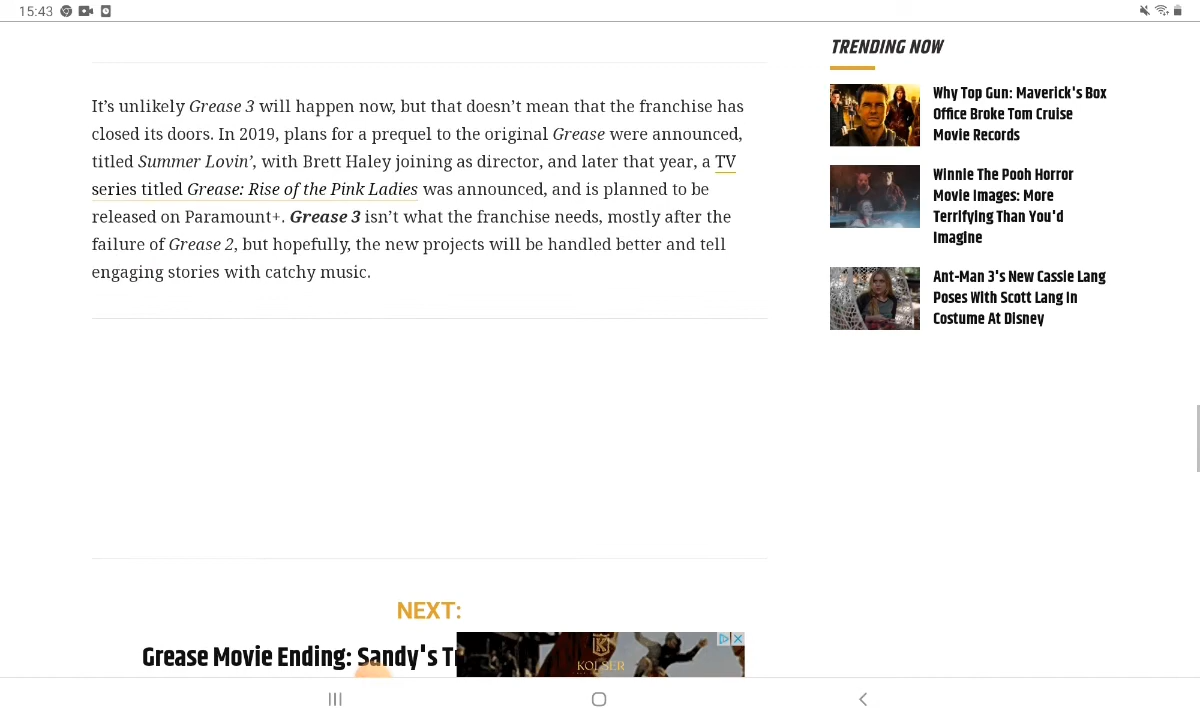 15:43
TRENDING NOW
It’s unlikely Grease 3 will happen now, but that doesn’t mean that the franchise has
closed its doors. In 2019, plans for a prequel to the original Grease were announced,
titled Summer Lovin’, with Brett Haley joining as director, and later that year, a TV
series titled Grease: Rise of the Pink Ladies was announced, and is planned to be
released on Paramount+. Grease 3 isn’t what the franchise needs, mostly after the
failure of Grease 2, but hopefully, the new projects will be handled better and tell
engaging stories with catchy music.
Why Top Gun: Maverick's Box
Office Broke Tom Cruise
Movie Records
Winnie The Pooh Horror
Movie Images: More
Terrifying Than You'd
Imagine
Ant-Man 3's New Cassie Lang
Poses With Scott Lang In
Costume At Disney
NEXT:
Grease Movie Ending: Sandy's
KOLSER